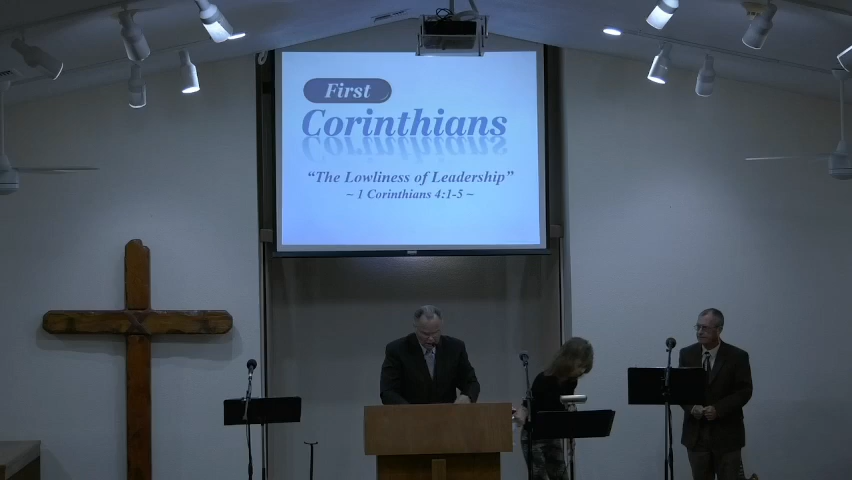 First
Corinthians
“The Lowliness of Leadership”
~ 1 Corinthians 4:1-5 ~